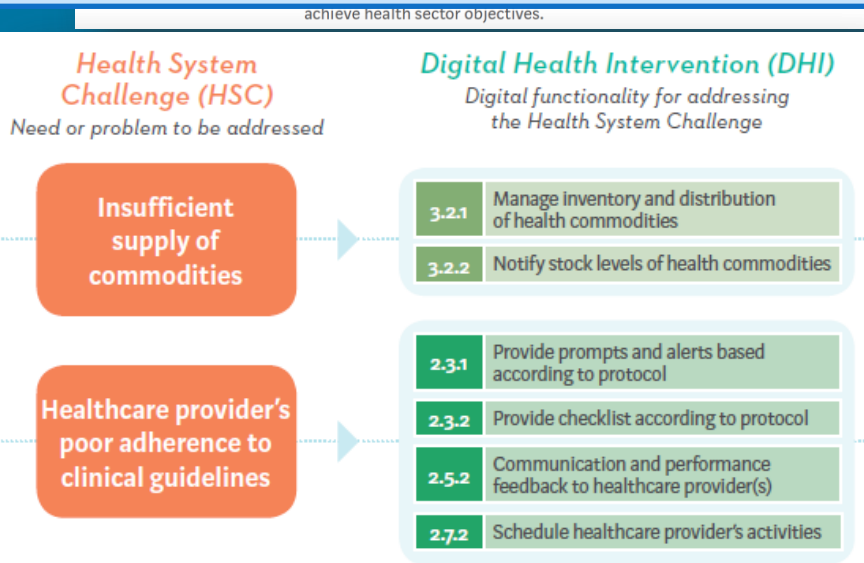 achieve health sector objectives.
Health System
Challenge (HSC)
Need or problem to be addressed
Digital Health Intervention (DHI)
Digital functionality for addressing
the Health System Challenge
Insufficient
supply of
commodities
3.2.1 Manage inventory and distribution
of health commodities
3.2.2 Notify stock levels of health commodities
Healthcare provider's
poor adherence to
clinical guidelines
2.3.1 Provide prompts and alerts based
according to protocol
2.3.2 Provide checklist according to protocol
2.5.2 Communication and performance
feedback to healthcare provider(s)
2.7.2 Schedule healthcare provider's activities